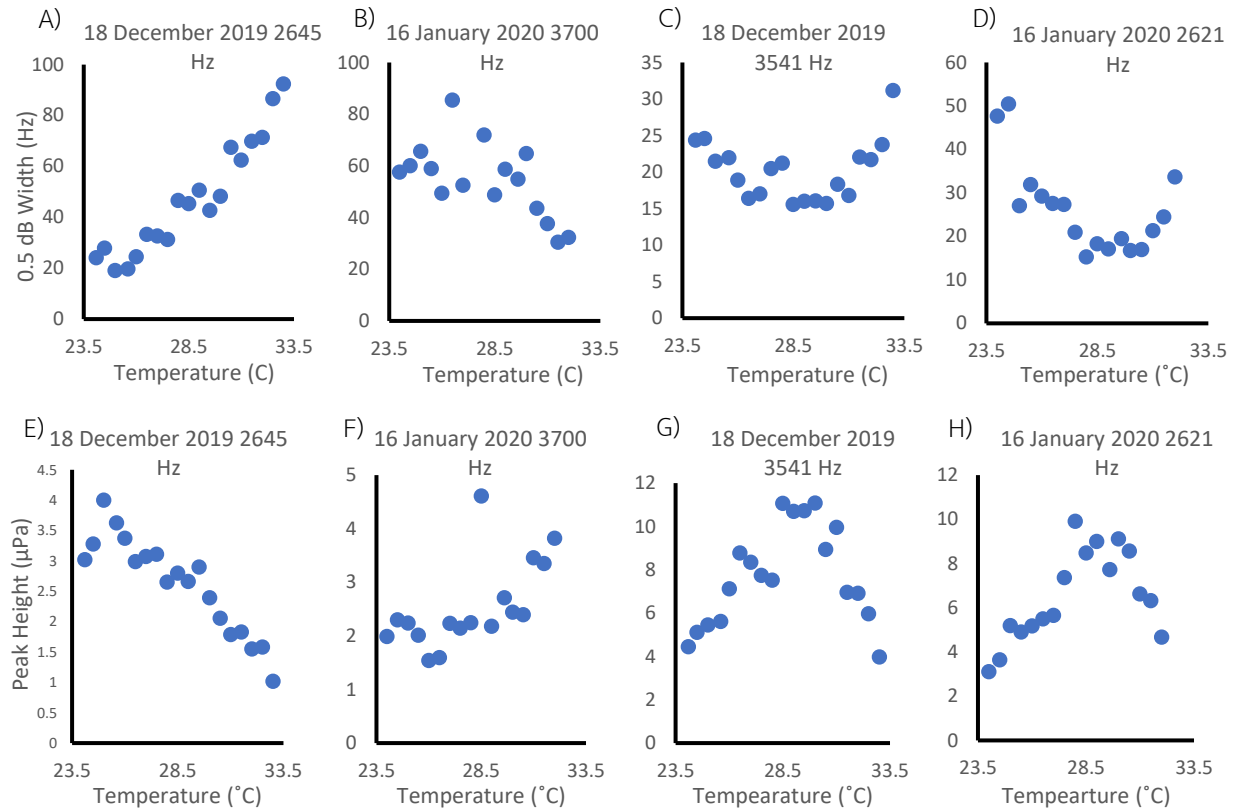 A)
18 December 2019 2645
Hz
B)
16 January 2020 3700
Hz
C)
18 December 2019
3541 Hz
D)
16 January 2020 2621
Hz
0.5 dB Width (Hz)
100
80
60
40
20
0
23.5 28.5 33.5
Temperature (C)
100
80
60
40
20
0
23.5 28.5 33.5
Temperature (C)
35
30
25
20
15
10
5
0
23.5 28.5 33.5
Temperature (C)
60
50
40
30
20
10
0
23.5 28.5 33.5
Temperature (˚C)
E)
18 December 2019 2645
Hz
F)
16 January 2020 3700
Hz
G)
18 December 2019
3541 Hz
H)
16 January 2020 2621
Hz
Peak Height (µPa)
4.5
4
3.5
3
2.5
2
1.5
1
0.5
0
23.5 28.5 33.5
Temperature (˚C)
5
4
3
2
1
0
23.5 28.5 33.5
Temperature (˚C)
12
10
8
6
4
2
0
23.5 28.5 33.5
Tempearature (˚C)
12
10
8
6
4
2
0
23.5 28.5 33.5
Tempearture (˚C)